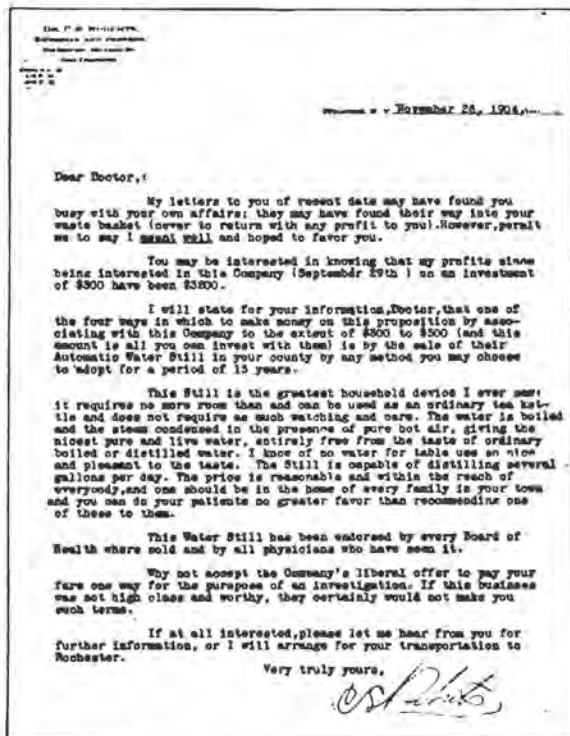 November 26, 1904,
Dear Doctor,:
My letters to you of recent date may have found you
busy with your own affairs; they may have found their way into your
waste basket (never to return with any profit to you).However,permit
me to say I meant well and hoped to favor you.
You may be interested in knowing that my profits since
being interested in this Company (September 29th ) on an investment
of $300 have been $3200.
I will state for your information,Doctor,that one of
the four ways in which to make money on this proposition by asso-
ciating with this Company to the extent of $300 to $500 (and this
amount is all you can invest with them) is by the sale of their
Automatic Water Still in your county by any method you may choose
to adopt for a period of 15 years.
This Still is the greatest household device I ever saw;
it requires no more room than and can be used as an ordinary tea ket-
tle and does not require as much watching and care. The water is boiled
and the steam condensed in the presence of pure hot air, giving the
nicest pure and live water, entirely free from the taste of ordinary
boiled or distilled water. I know of no water for table use so nice
and pleasant to the taste. The Still is capable of distilling several
gallons per day. The price is reasonable and within the reach of
everyody,and one should be in the home of every family in your town
and you can do your patients no greater favor than recommending one
of these to them.
This Water Still has been endorsed by every Board of
Health where sold and by all physicians who have seen it.
Why not accept the Company's liberal offer to pay your
fare one way for the purapose of an investigation. If this business
was not high class and worthy, they certainly would not make you
such terms.
If at all interested,please let me hear from you for
further information, or I will arrange for your transportation to
Rochester.
Very truly yours,